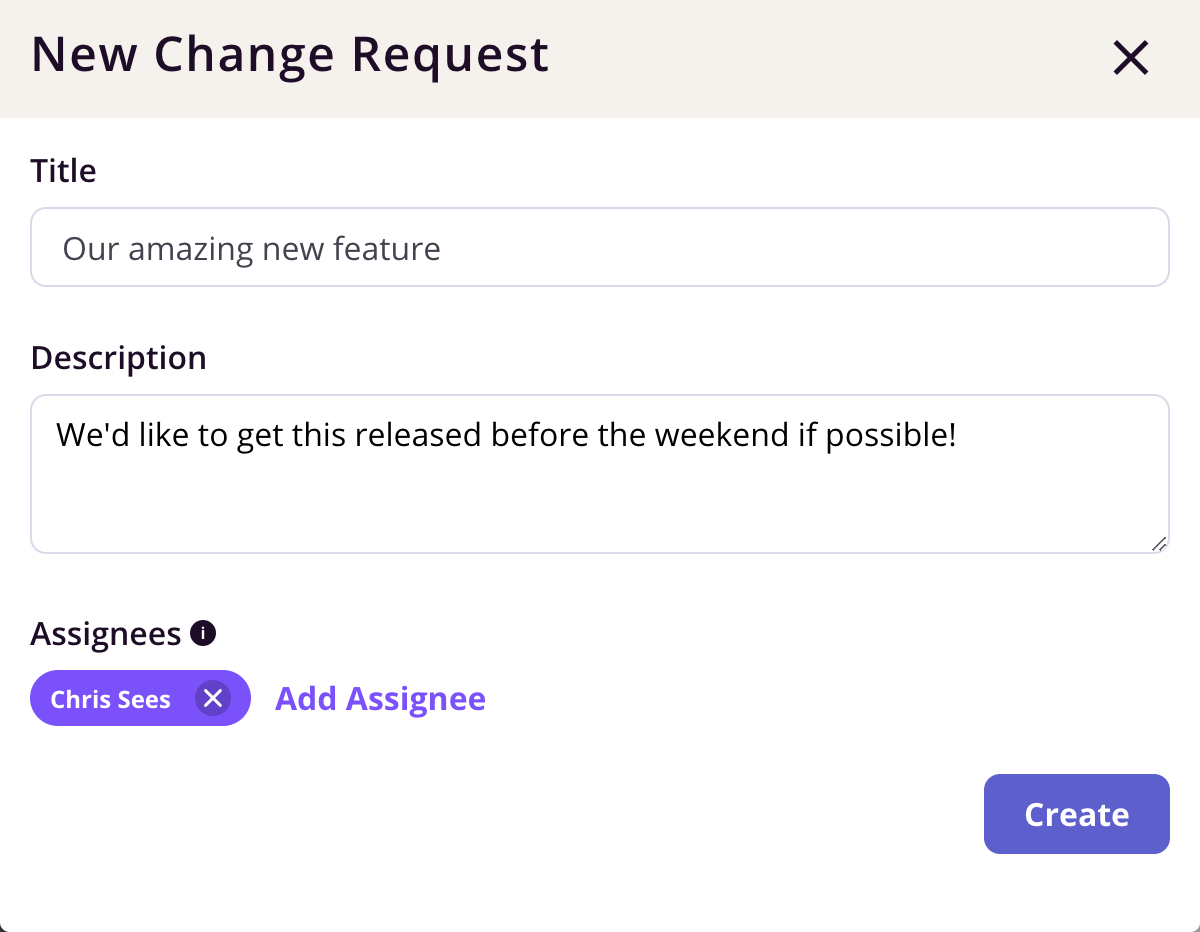 New Change Request
Title
Our amazing new feature
Description
We'd like to get this released before the weekend if possible!
Assignees i
Chris Sees Add Assignee
Create